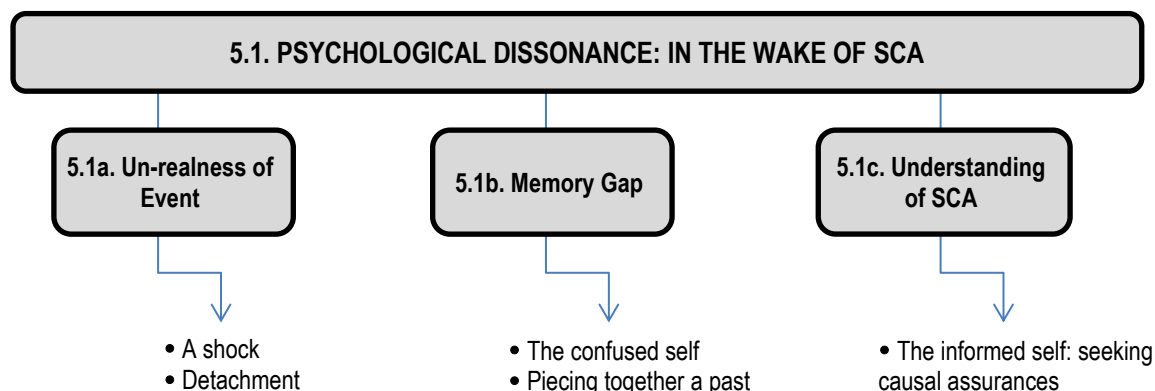 5.1. PSYCHOLOGICAL DISSONANCE: IN THE WAKE OF SCA
5.1a. Un-realness of
Event
5.1b. Memory Gap
5.1c. Understanding
of SCA
• A shock
• Detachment
• The confused self
• Piecing together a past
• The informed self: seeking
causal assurances